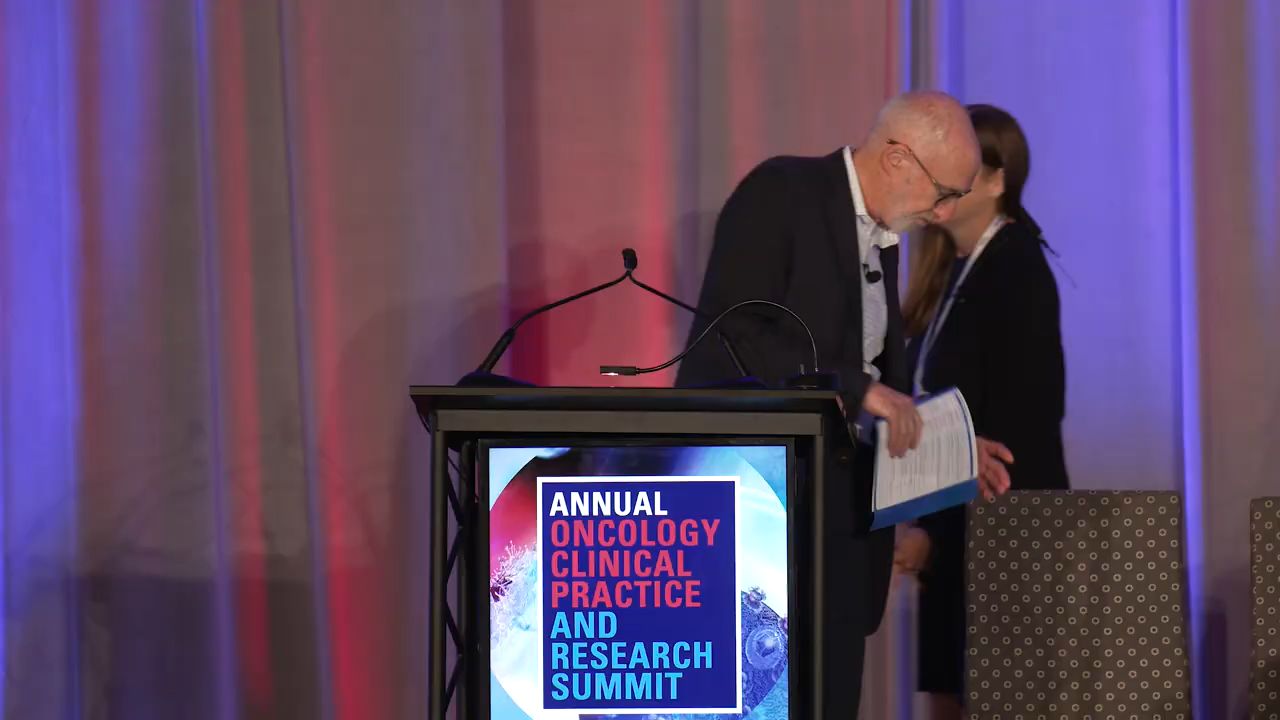 ANNUAL
ONCOLOGY
CLINICAL
PRACTICE
AND
RESEARCH
SUMMIT